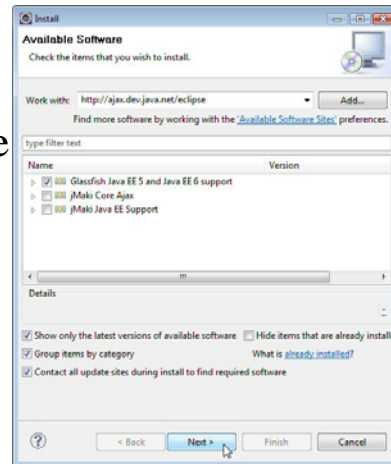 Install
Available Software
Check the items that you wish to install.
Work with: http://ajax.dev.java.net/eclipse Add...
Find more software by working with the 'Available Software Sites' preferences.
e
type filter text
Name Version
Glassfish Java EE 5 and Java EE 6 support
jMaki Core Ajax
jMaki Java EE Support
Details
Show only the latest versions of available software Hide items that are already install
Group items by category What is already installed?
Contact all update sites during install to find required software
? < Back Next > Finish Cancel